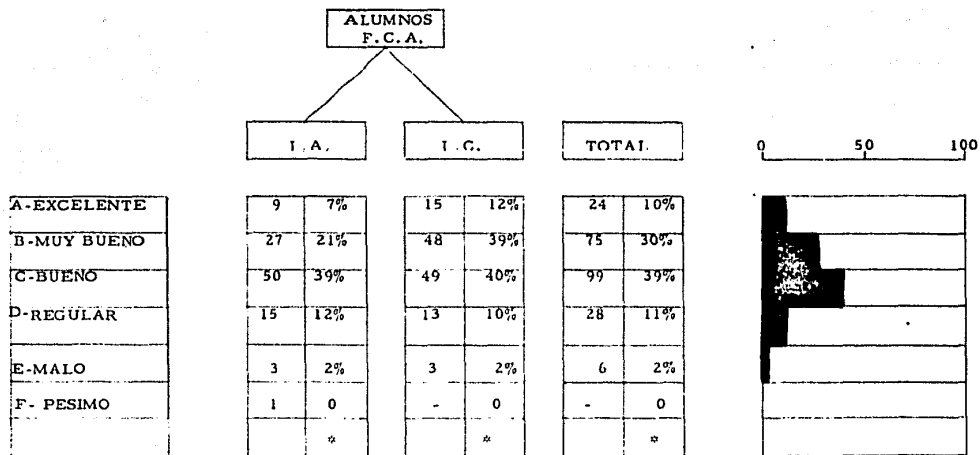 ALUMNOS
F.C.A.
L.A. L.C. TOTAL 0 50 100
A-EXCELENTE 9 7% 15 12% 24 10%
B-MUY BUENO 27 21% 48 39% 75 30%
C-BUENO 50 39% 49 40% 99 39%
D-REGULAR 15 12% 13 10% 28 11%
E-MALO 3 2% 3 2% 6 2%
F- PESIMO 1 0 - 0 - 0
* * *